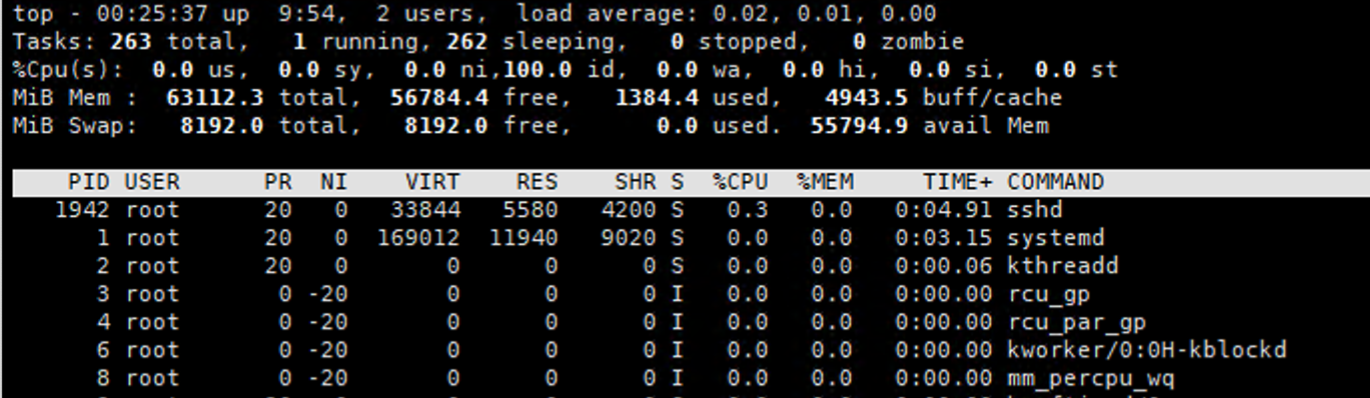 top - 00:25:37 up  9:54,  2 users,  load average: 0.02, 0.01, 0.00
Tasks: 263 total,   1 running, 262 sleeping,   0 stopped,   0 zombie
%Cpu(s):  0.0 us,  0.0 sy,  0.0 ni,100.0 id,  0.0 wa,  0.0 hi,  0.0 si,  0.0 st
MiB Mem :  63112.3 total,  56784.4 free,   1384.4 used,   4943.5 buff/cache
MiB Swap:   8192.0 total,   8192.0 free,      0.0 used.  55794.9 avail Mem
PID USER      PR  NI    VIRT    RES    SHR S  %CPU  %MEM     TIME+ COMMAND
1942 root      20   0   33844   5580   4200 S   0.3   0.0   0:04.91 sshd
1 root      20   0  169012  11940   9020 S   0.0   0.0   0:03.15 systemd
2 root      20   0       0      0      0 S   0.0   0.0   0:00.06 kthreadd
3 root       0 -20       0      0      0 I   0.0   0.0   0:00.00 rcu_gp
4 root       0 -20       0      0      0 I   0.0   0.0   0:00.00 rcu_par_gp
6 root       0 -20       0      0      0 I   0.0   0.0   0:00.00 kworker/0:0H-kblockd
8 root       0 -20       0      0      0 I   0.0   0.0   0:00.00 mm_percpu_wq